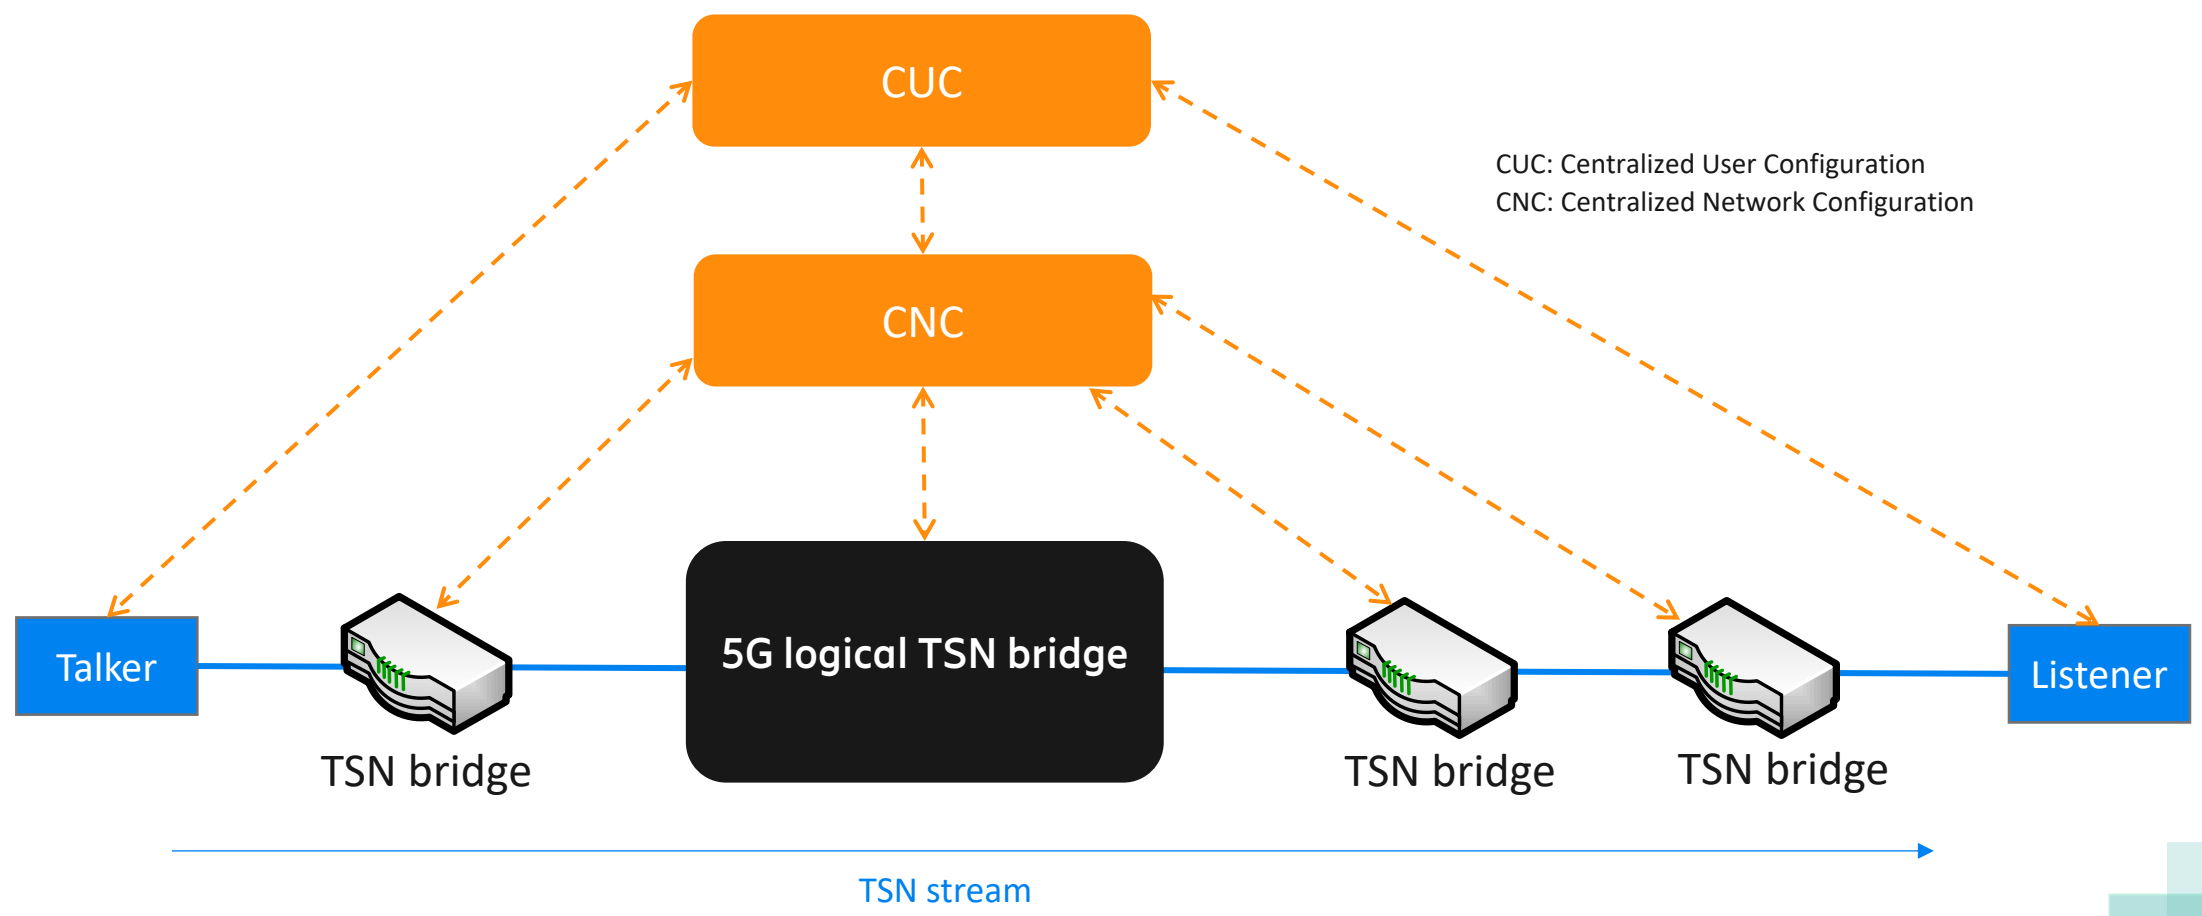 CUC
CUC: Centralized User Configuration
CNC: Centralized Network Configuration
CNC
5G logical TSN bridge
Talker
Listener
TSN bridge
TSN bridge
TSN bridge
TSN stream